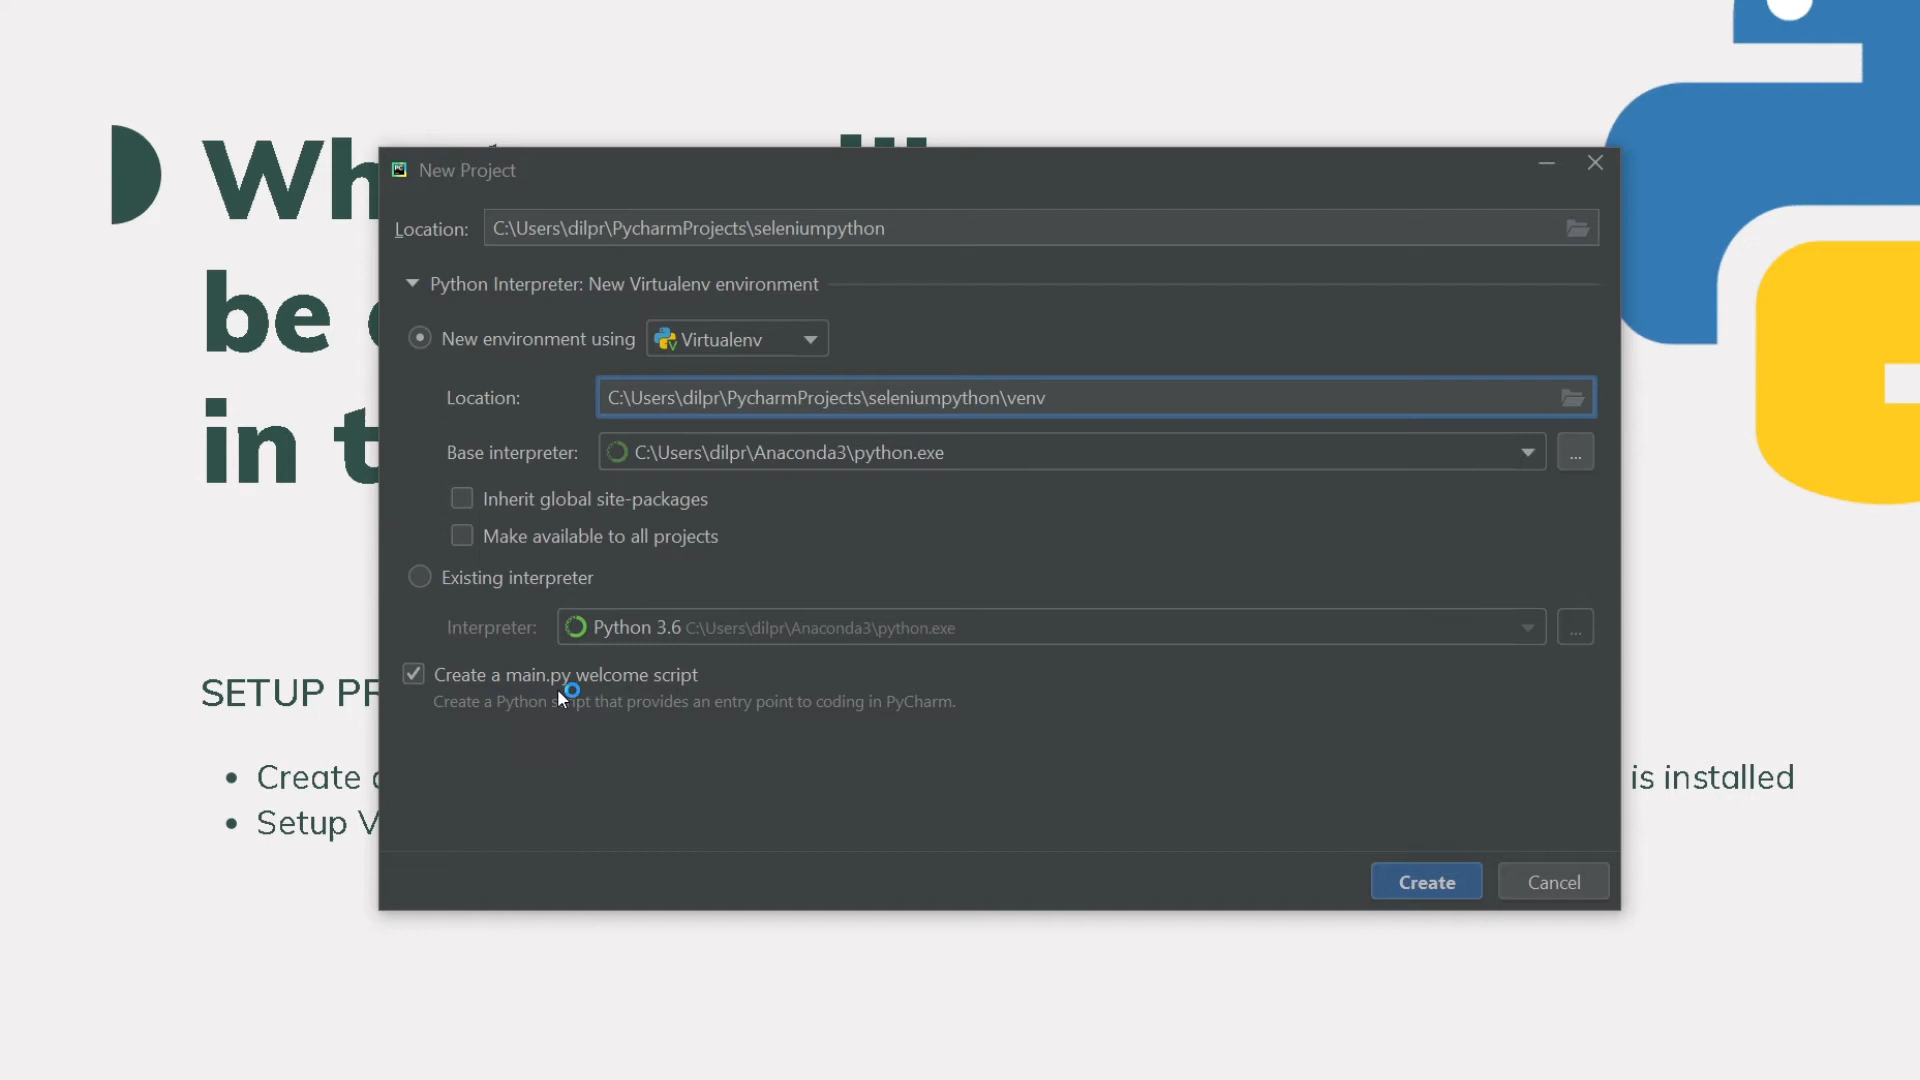 Wh
be
in t
New Project
Location: C:\Users\dilpr\PycharmProjects\seleniumpython
Python Interpreter: New Virtualenv environment
New environment using Virtualenv
Location: C:\Users\dilpr\PycharmProjects\seleniumpython\venv
Base interpreter: C:\Users\dilpr\Anaconda3\python.exe ...
Inherit global site-packages
Make available to all projects
Existing interpreter
Interpreter: Python 3.6 C:\Users\dilpr\Anaconda3\python.exe ...
Create a main.py welcome script
Create a Python script that provides an entry point to coding in PyCharm.
SETUP PR
Create is installed
Setup V
Create Cancel